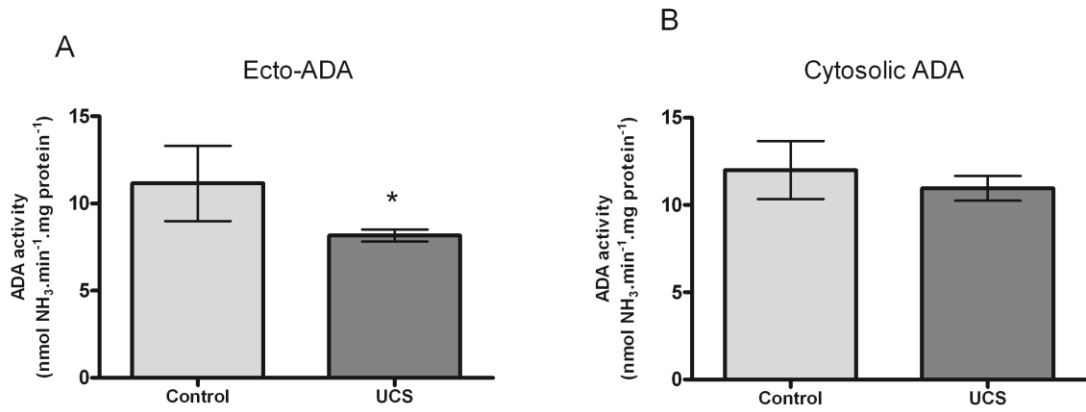 A
Ecto-ADA
ADA activity
(nmol NH₃.min⁻¹.mg protein⁻¹)
15
10
5
0
*
Control
UCS
B
Cytosolic ADA
ADA activity
(nmol NH₃.min⁻¹.mg protein⁻¹)
15
10
5
0
Control
UCS